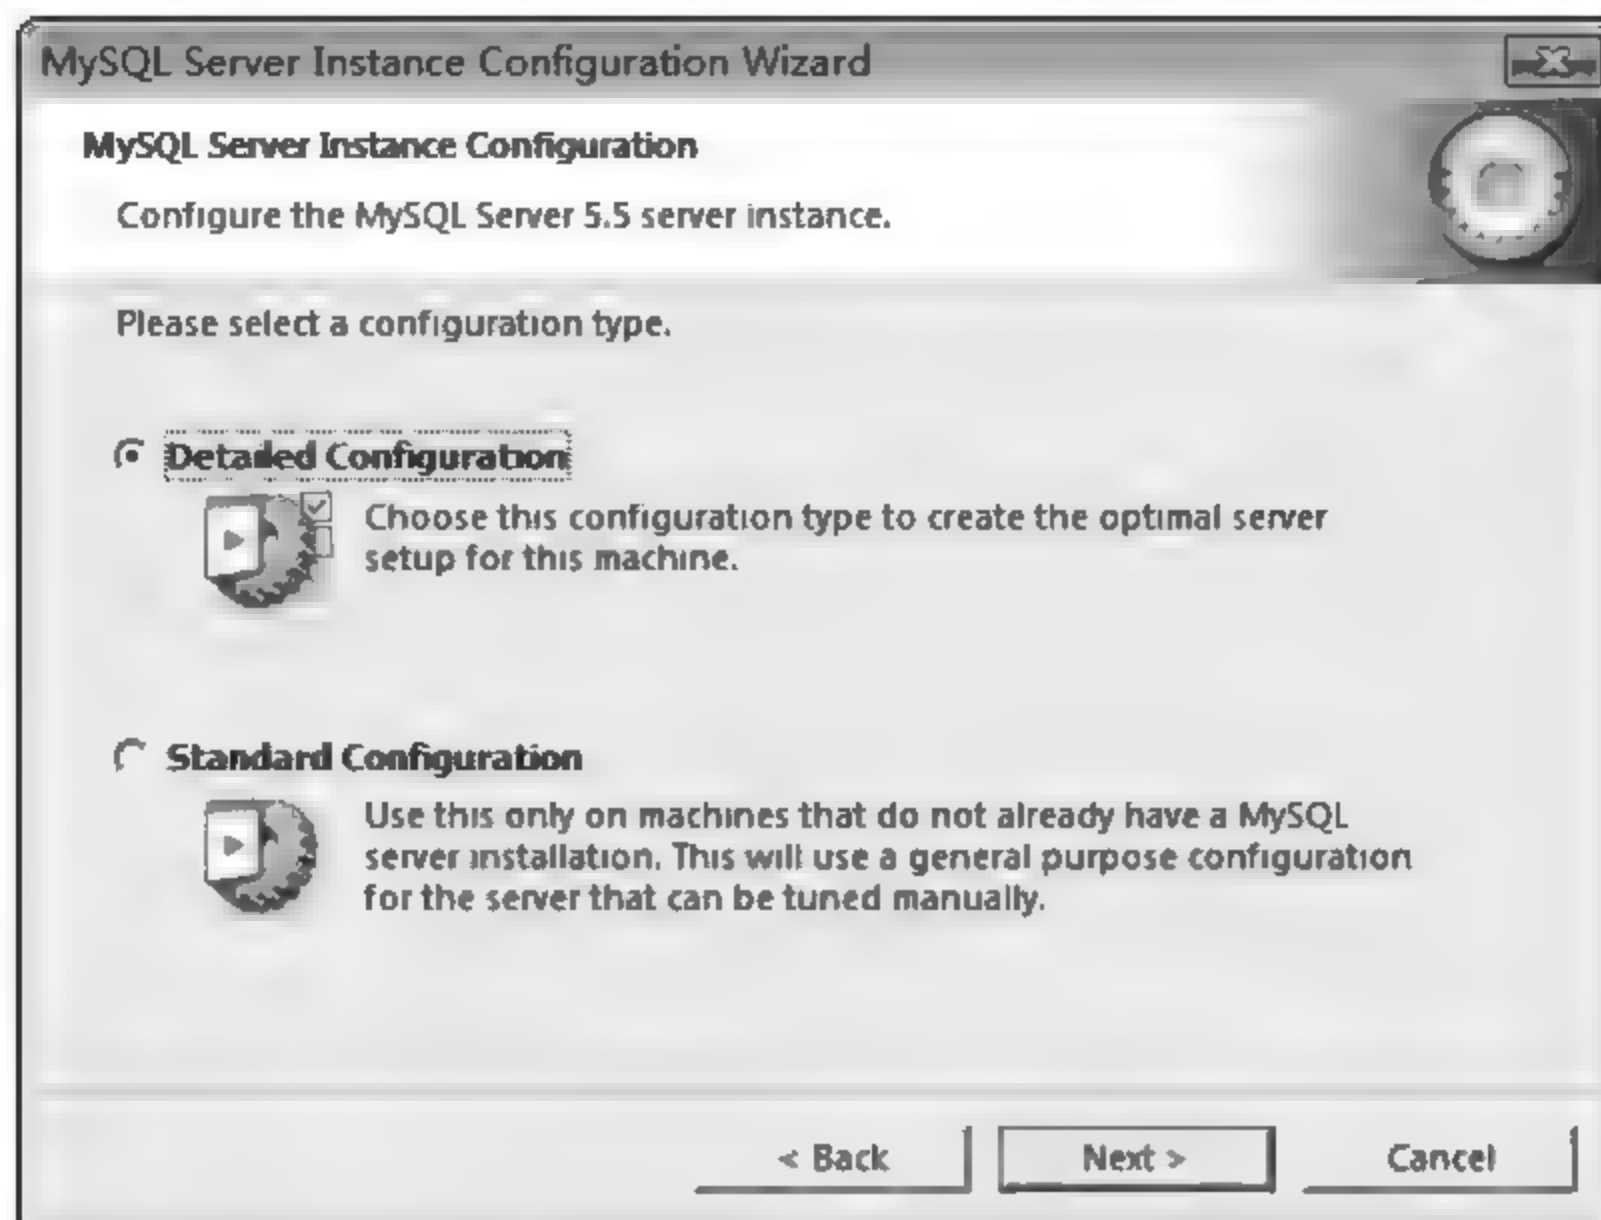 MySQL Server Instance Configuration Wizard
MySQL Server Instance Configuration
Configure the MySQL Server 5.5 server instance.
Please select a configuration type.
Detailed Configuration
Choose this configuration type to create the optimal server
setup for this machine.
Standard Configuration
Use this only on machines that do not already have a MySQL
server installation. This will use a general purpose configuration
for the server that can be tuned manually.
< Back
Next >
Cancel